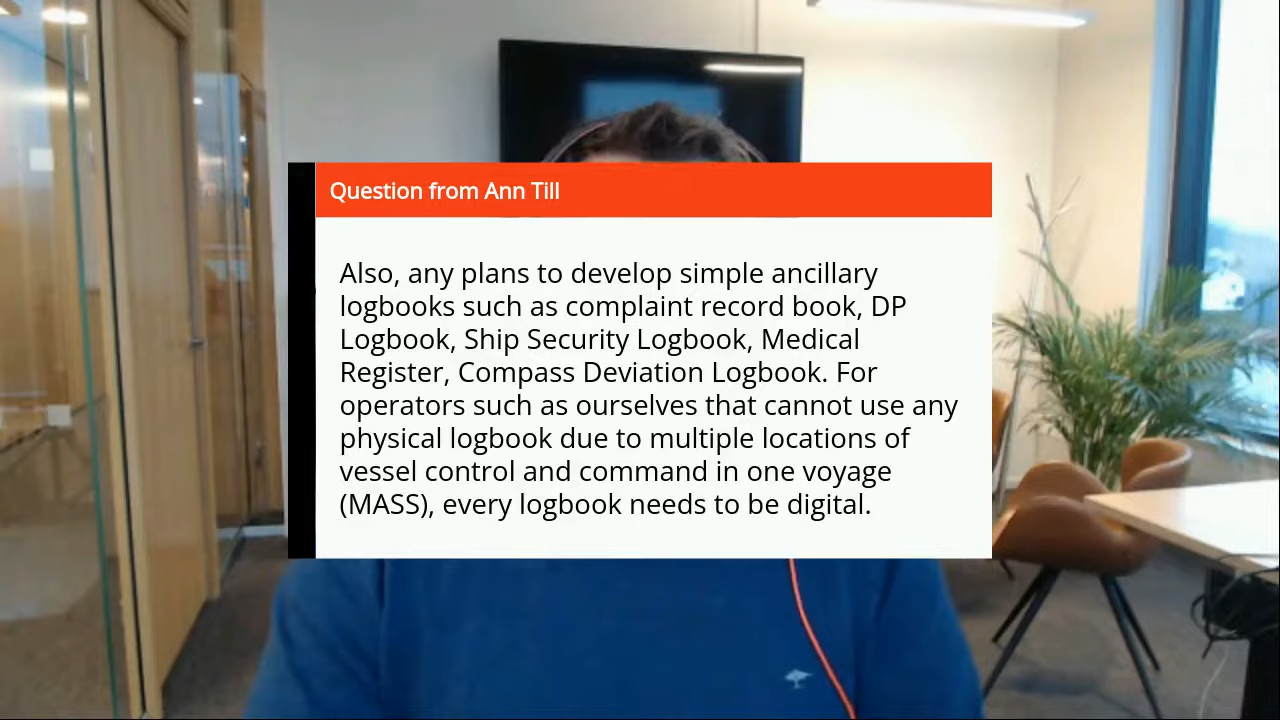 Question from Ann Till
Also, any plans to develop simple ancillary
logbooks such as complaint record book, DP
Logbook, Ship Security Logbook, Medical
Register, Compass Deviation Logbook. For
operators such as ourselves that cannot use any
physical logbook due to multiple locations of
vessel control and command in one voyage
(MASS), every logbook needs to be digital.